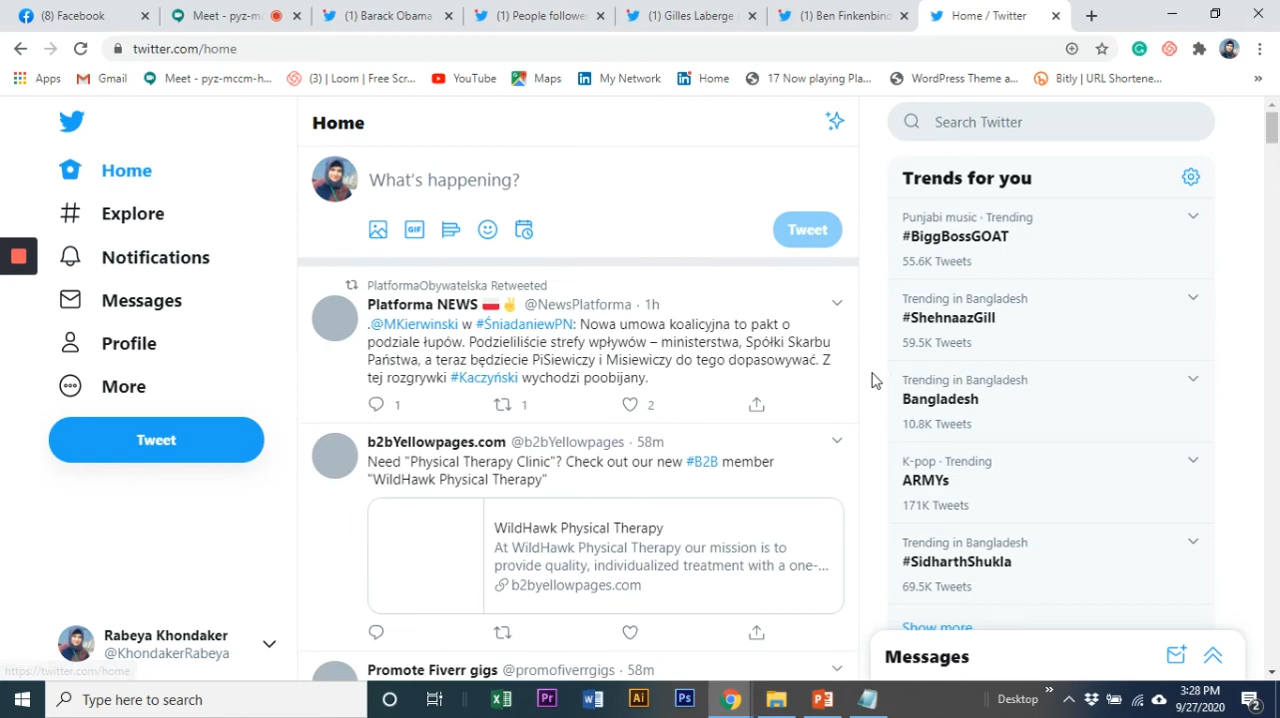 (8) Facebook
Meet - pyz-mc
(1) Barack Obama
(1) People followe
(1) Gilles Laberge
(1) Ben Finkenbin
Home / Twitter
twitter.com/home
Apps
Gmail
Meet - pyz-mccm-h...
(3) | Loom | Free Scr...
YouTube
Maps
My Network
Home
17 Now playing Pla...
WordPress Theme a...
Bitly | URL Shortene...
»
Home
Explore
Notifications
Messages
Profile
More
Tweet
Rabeya Khondaker
@KhondakerRabeya
https://twitter.com/home
Home
What's happening?
GIF
Tweet
PlatformaObywatelska Retweeted
Platforma NEWS 🇵🇱✌ @NewsPlatforma · 1h
.@MKierwinski w #ŚniadaniewPN: Nowa umowa koalicyjna to pakt o
podziale łupów. Podzieliliście strefy wpływów – ministerstwa, Spółki Skarbu
Państwa, a teraz będziecie PiSiewiczy i Misiewiczy do tego dopasowywać. Z
tej rozgrywki #Kaczyński wychodzi poobijany.
1 1 2
b2bYellowpages.com @b2bYellowpages · 58m
Need "Physical Therapy Clinic"? Check out our new #B2B member
"WildHawk Physical Therapy"
WildHawk Physical Therapy
At WildHawk Physical Therapy our mission is to
provide quality, individualized treatment with a one-...
b2byellowpages.com
Promote Fiverr gigs @promofiverrgigs · 58m
Search Twitter
Trends for you
Punjabi music · Trending
#BiggBossGOAT
55.6K Tweets
Trending in Bangladesh
#ShehnaazGill
59.5K Tweets
Trending in Bangladesh
Bangladesh
10.8K Tweets
K-pop · Trending
ARMYs
171K Tweets
Trending in Bangladesh
#SidharthShukla
69.5K Tweets
Show more
Messages
Type here to search
Pr
Ai
Ps
Desktop
»
3:28 PM
9/27/2020
2